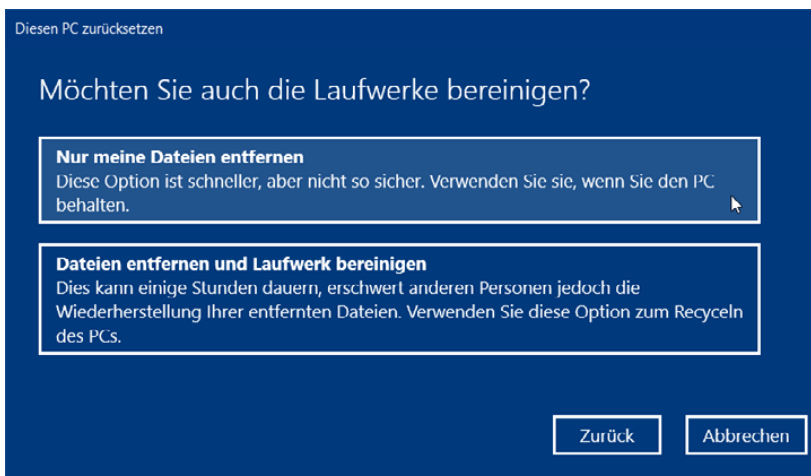 Diesen PC zurücksetzen
Möchten Sie auch die Laufwerke bereinigen?
Nur meine Dateien entfernen
Diese Option ist schneller, aber nicht so sicher. Verwenden Sie sie, wenn Sie den PC
behalten.
Dateien entfernen und Laufwerk bereinigen
Dies kann einige Stunden dauern, erschwert anderen Personen jedoch die
Wiederherstellung Ihrer entfernten Dateien. Verwenden Sie diese Option zum Recyceln
des PCs.
Zurück
Abbrechen